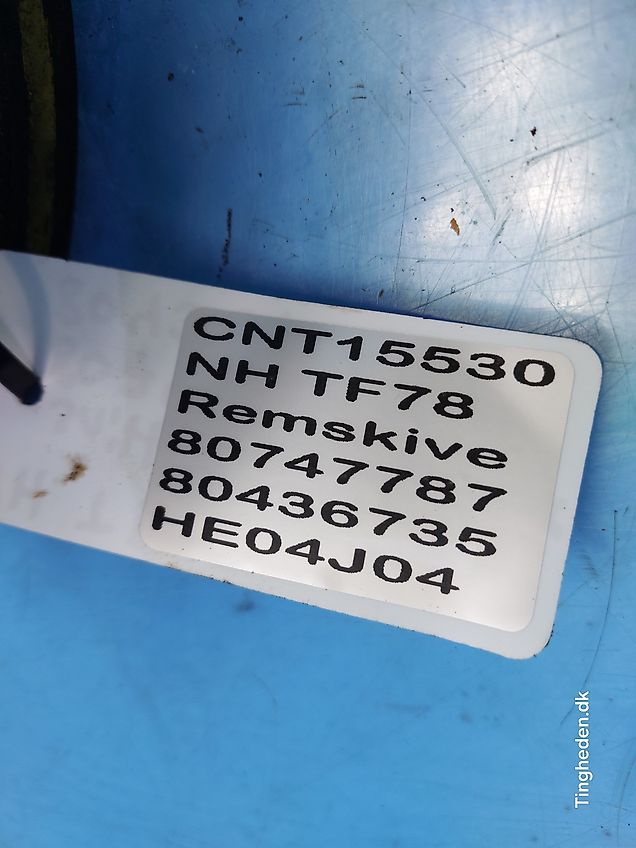 CNT15530
NH TF78
Remskive
80747787
80436735
HE04J04
Tingheden.dk